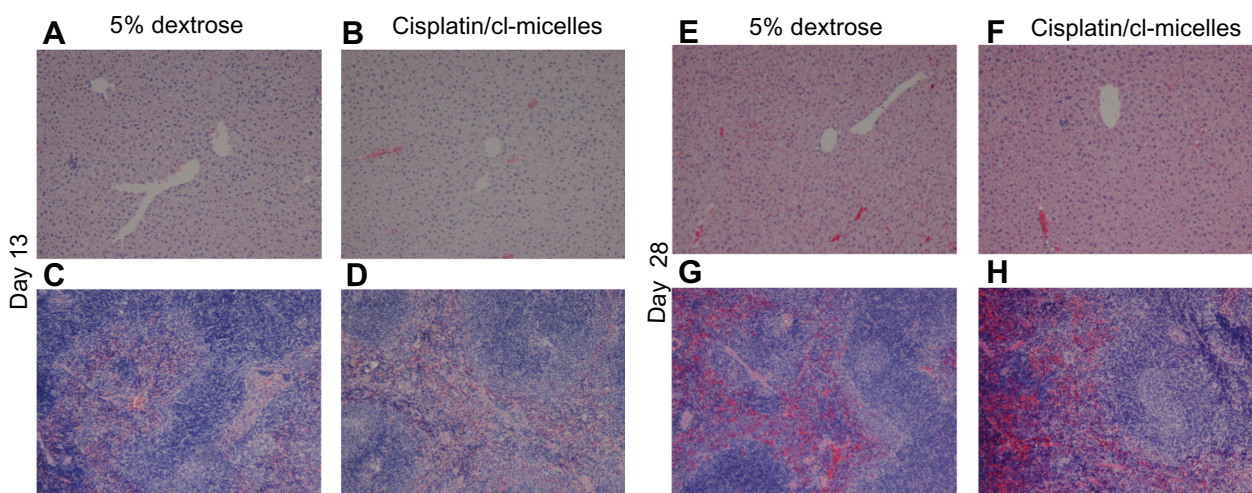 A 5% dextrose
B Cisplatin/cl-micelles
E 5% dextrose
F Cisplatin/cl-micelles
Day 13
C
D
Day 28
G
H